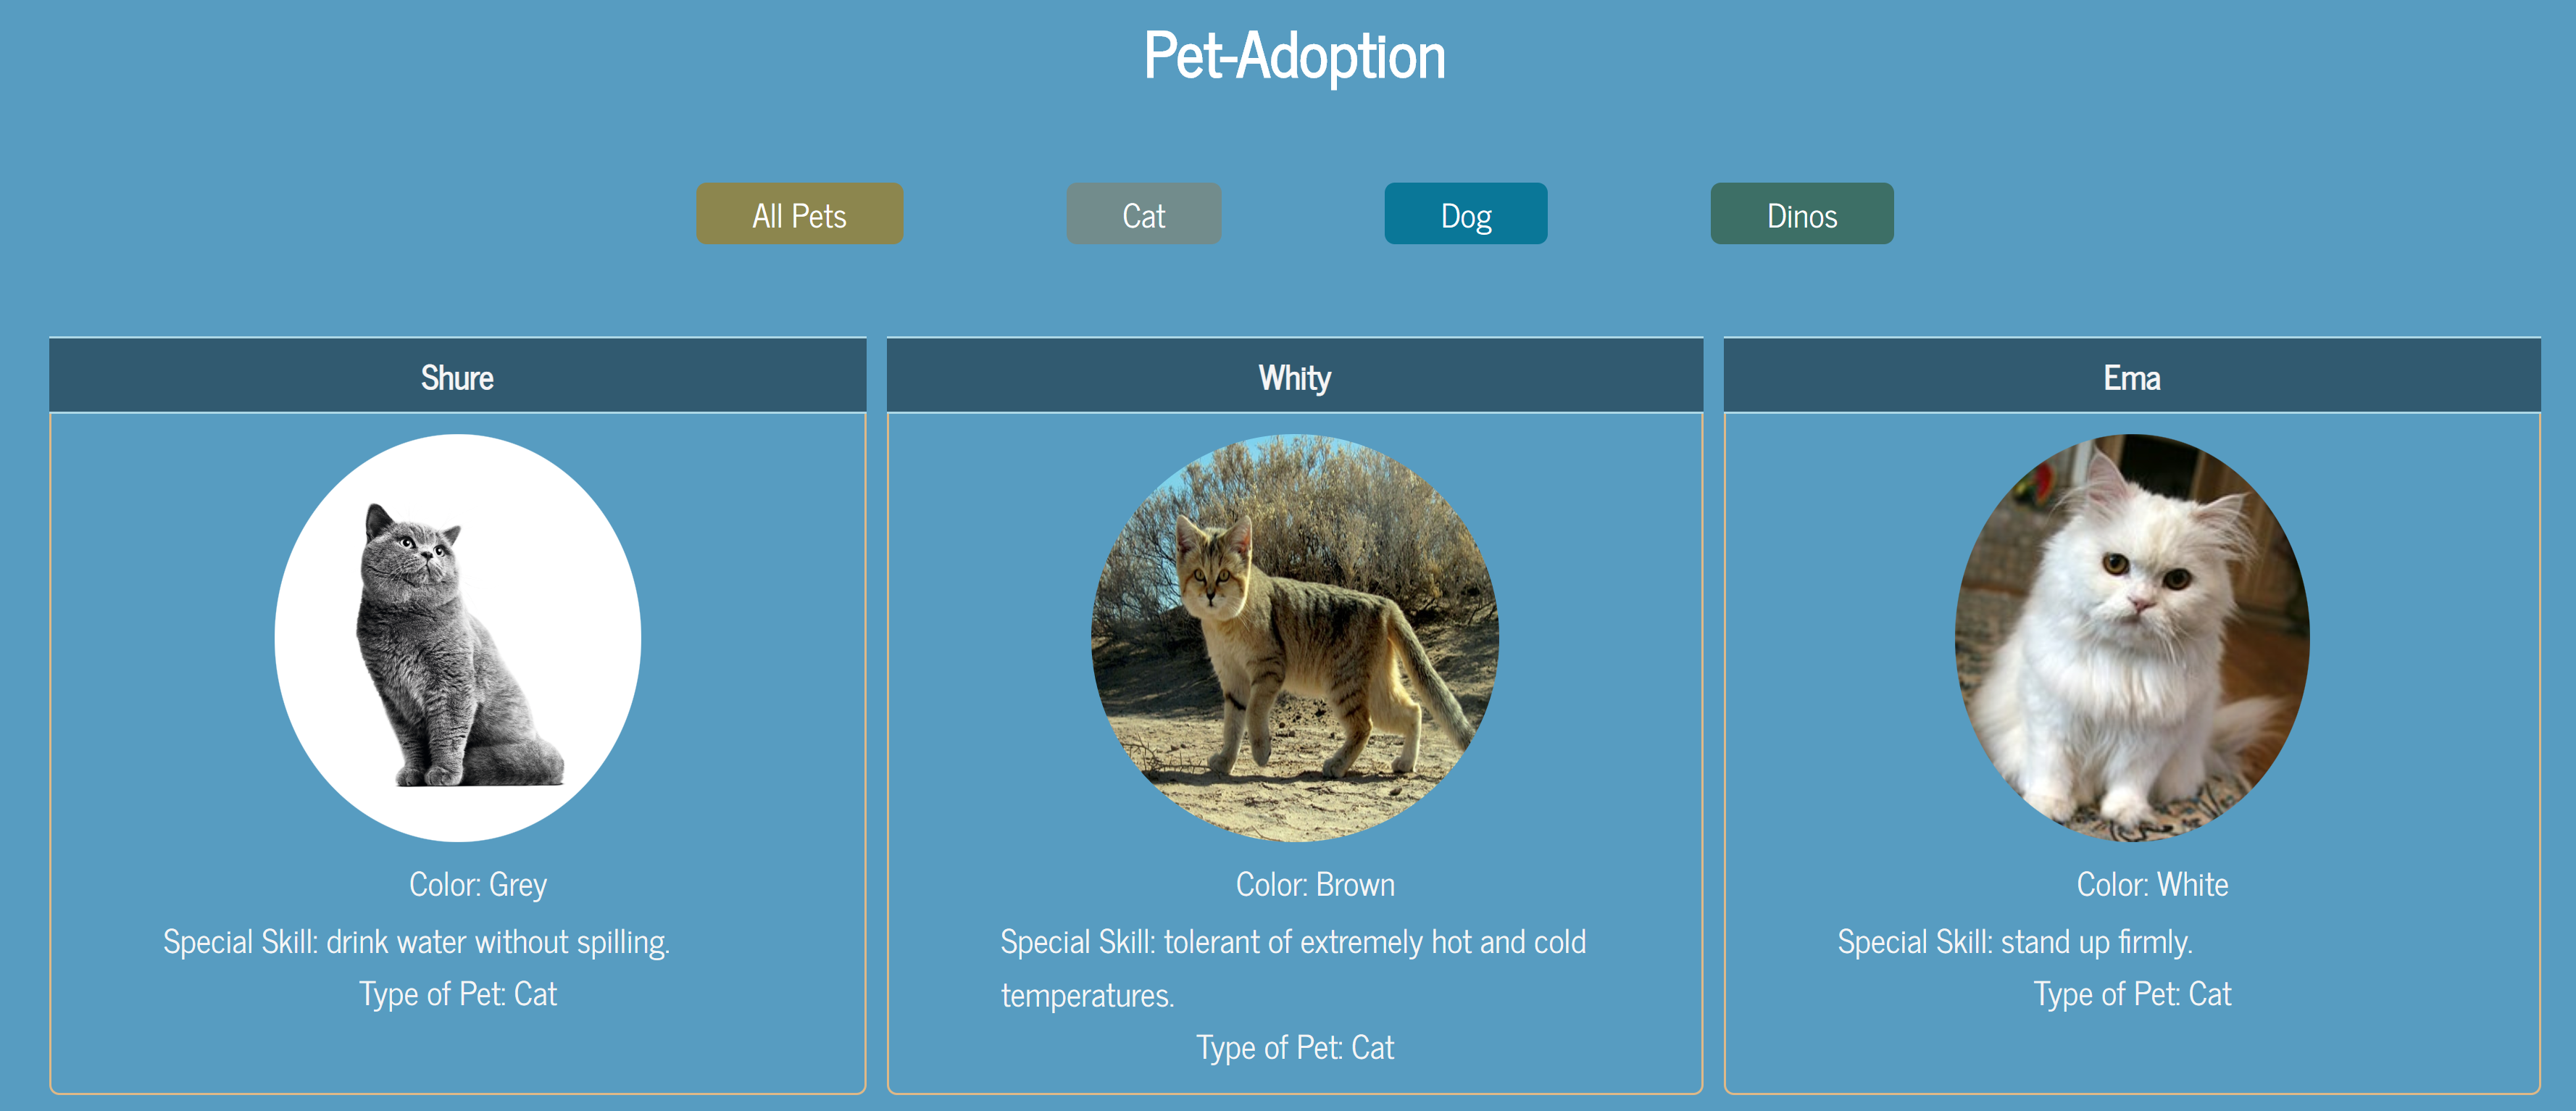 Pet-Adoption
All Pets
Cat
Dog
Dinos
Shure
Color: Grey
Special Skill: drink water without spilling.
Type of Pet: Cat
Whity
Color: Brown
Special Skill: tolerant of extremely hot and cold
temperatures.
Type of Pet: Cat
Ema
Color: White
Special Skill: stand up firmly.
Type of Pet: Cat